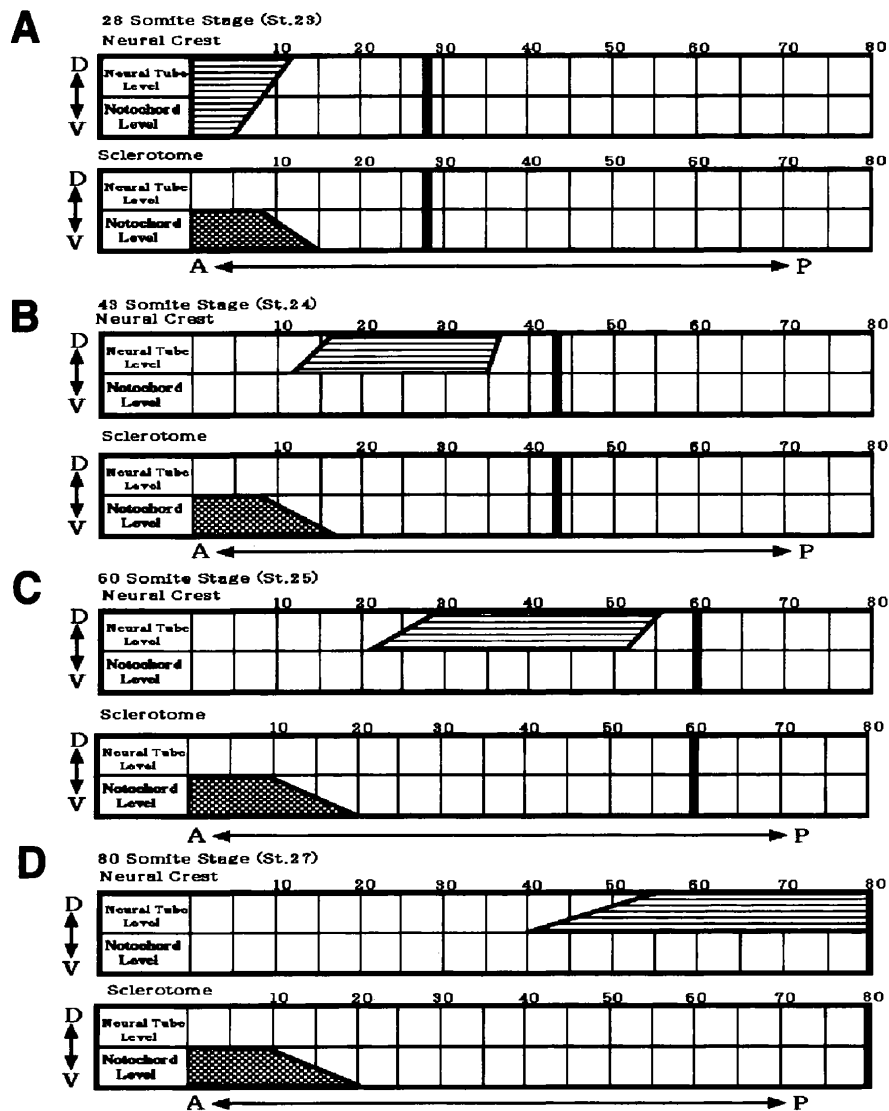 A
28 Somite Stage (St.23)
Neural Crest
10 20 30 40 50 60 70 80
D
V
Neural Tube
Level
Notochord
Level
Sclerotome
10 20 30 40 50 60 70 80
D
V
Neural Tube
Level
Notochord
Level
A P
B
43 Somite Stage (St.24)
Neural Crest
10 20 30 40 50 60 70 80
D
V
Neural Tube
Level
Notochord
Level
Sclerotome
10 20 30 40 50 60 70 80
D
V
Neural Tube
Level
Notochord
Level
A P
C
60 Somite Stage (St.25)
Neural Crest
10 20 30 40 50 60 70 80
D
V
Neural Tube
Level
Notochord
Level
Sclerotome
10 20 30 40 50 60 70 80
D
V
Neural Tube
Level
Notochord
Level
A P
D
80 Somite Stage (St.27)
Neural Crest
10 20 30 40 50 60 70 80
D
V
Neural Tube
Level
Notochord
Level
Sclerotome
10 20 30 40 50 60 70 80
D
V
Neural Tube
Level
Notochord
Level
A P